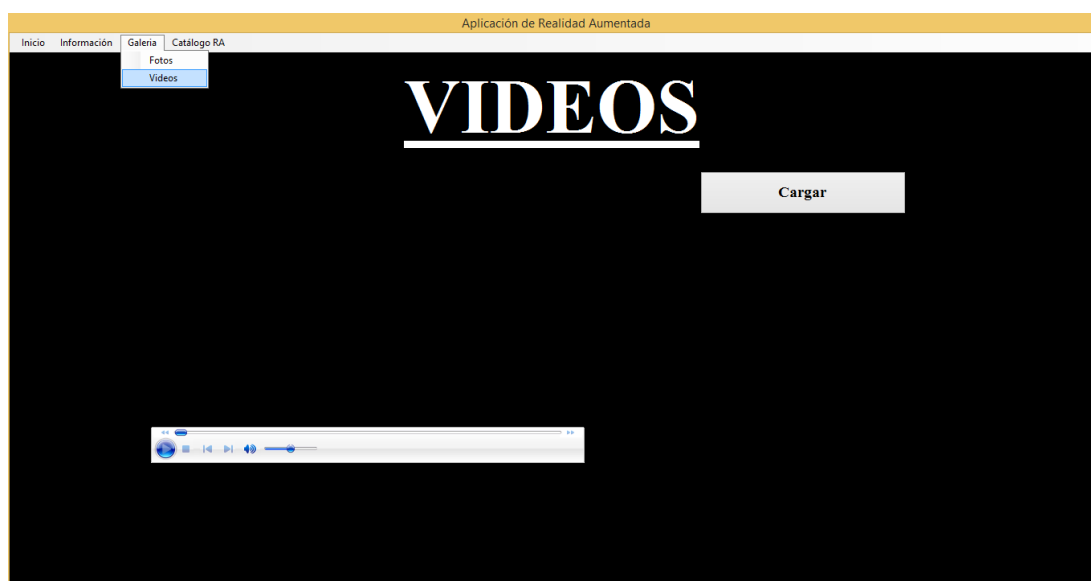 Aplicación de Realidad Aumentada
Inicio Información Galeria Catálogo RA
Fotos
Videos
VIDEOS
Cargar